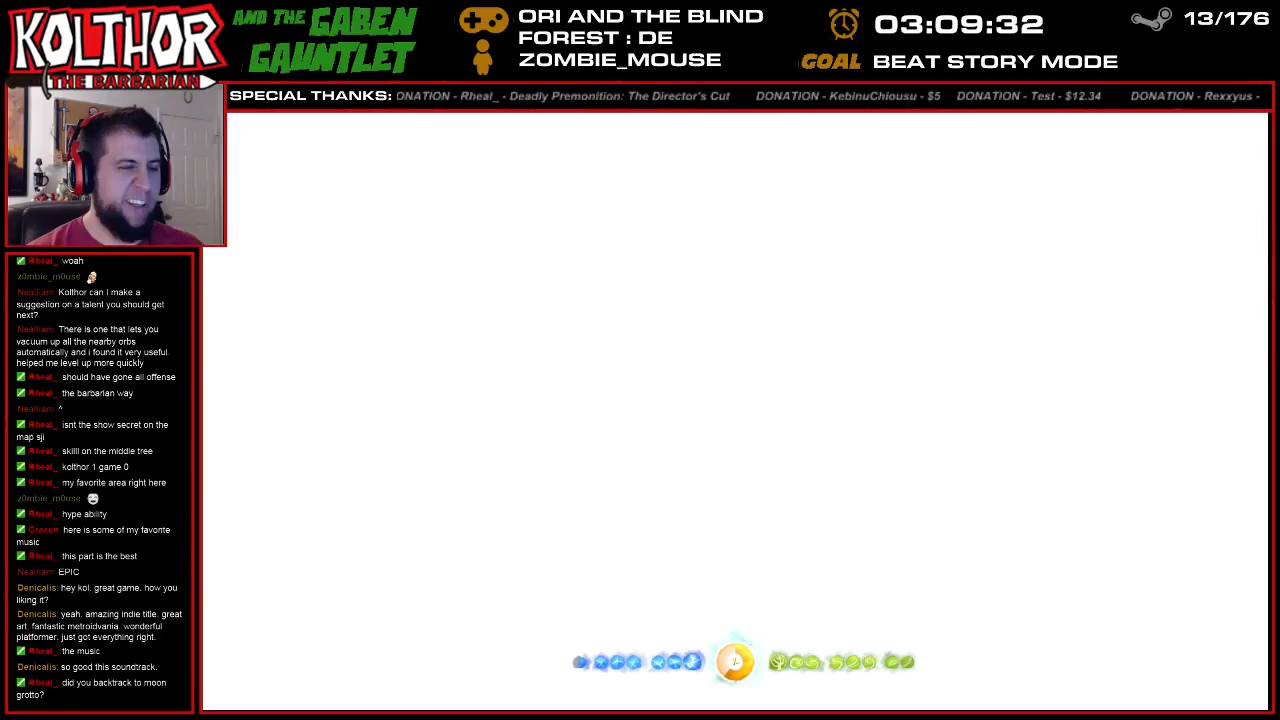 KOLTHOR
THE BARBARIAN
AND THE GABEN
GAUNTLET
ORI AND THE BLIND
FOREST : DE
Z0MBIE_M0USE
03:09:32
GOAL BEAT STORY MODE
13/176
SPECIAL THANKS: DONATION - Rheal_ - Deadly Premonition: The Director's Cut DONATION - KebinuChiousu - $5 DONATION - Test - $12.34 DONATION - Rexxyus -
Rheal_ woah
z0mbie_m0use
Nealliam Kolthor can I make a
suggestion on a talent you should get
next?
Nealliam There is one that lets you
vacuum up all the nearby orbs
automatically and i found it very useful.
helped me level up more quickly
Rheal_ should have gone all offense
Rheal_ the barbarian way
Nealliam ^
Rheal_ isnt the show secret on the
map sji
Rheal_ skilll on the middle tree
Rheal_ kolthor 1 game 0
Rheal_ my favorite area right here
z0mbie_m0use
Rheal_ hype ability
here is some of my favorite
music
Rheal_ this part is the best
Nealliam EPIC
Denicalis: hey kol. great game. how you
liking it?
Denicalis: yeah. amazing indie title. great
art. fantastic metroidvania. wonderful
platformer. just got everything right.
Rheal_ the music
Denicalis: so good this soundtrack.
Rheal_ did you backtrack to moon
grotto?